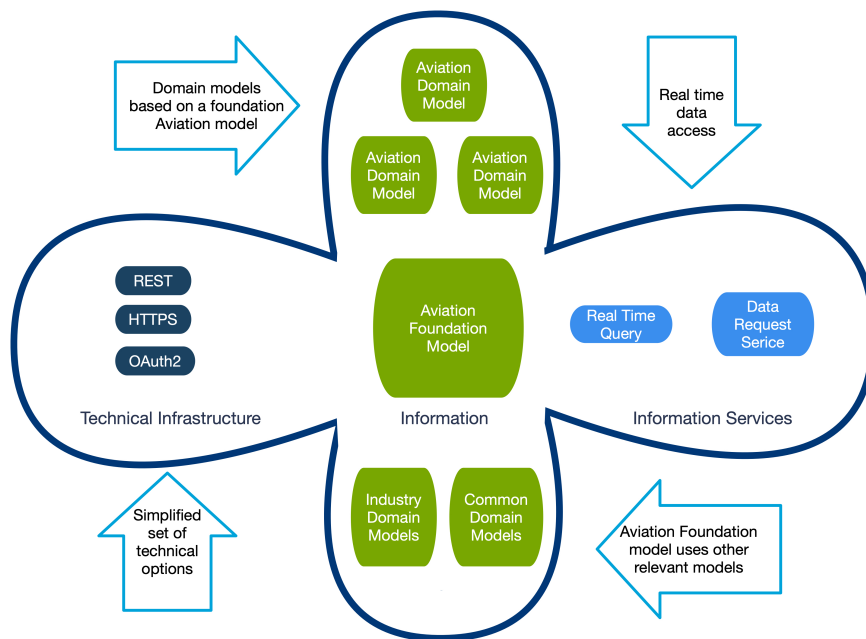 Domain models
based on a foundation
Aviation model
Aviation
Domain
Model
Real time
data
access
Aviation
Domain
Model
Aviation
Domain
Model
REST
HTTPS
OAuth2
Aviation
Foundation
Model
Real Time
Query
Data
Request
Serice
Technical Infrastructure
Information
Information Services
Simplified
set of
technical
options
Industry
Domain
Models
Common
Domain
Models
Aviation Foundation
model uses other
relevant models